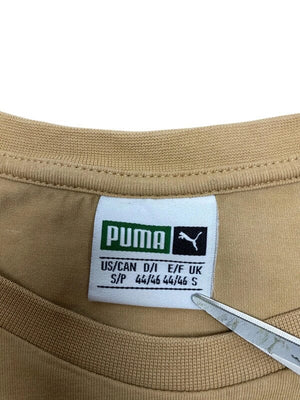 PUMA
US/CAN D/I E/F UK
S/P 44/46 44/46 S